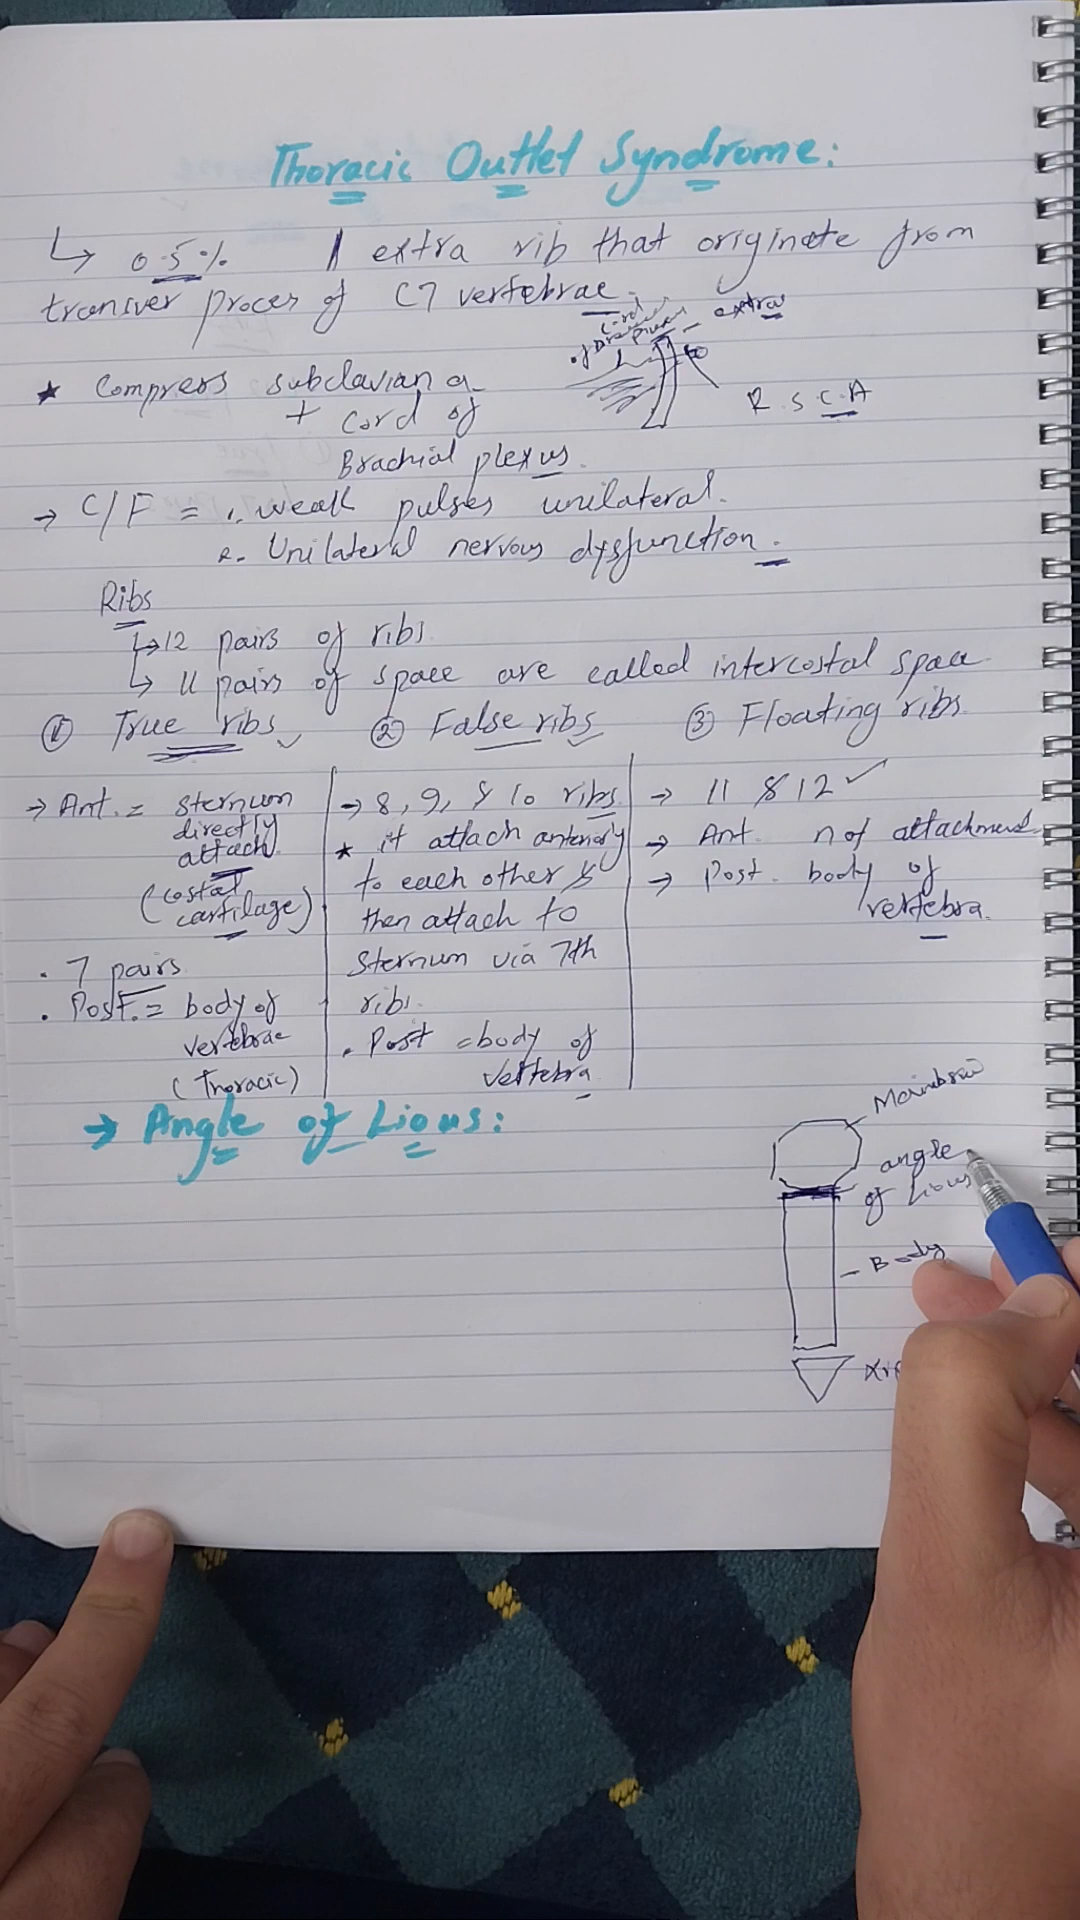 Thoracic Outlet Syndrome:
↳ 0.5% 1 extra rib that originate from
transver proces of C7 vertebrae.
cord
of Brachial
plexus
- extra
R.S.C.A
* Compress subclavian a.
+ cord of
Brachial plexus.
→ C/F = 1. weak pulses unilateral.
2. Unilateral nervous dysfunction.
Ribs
↳ 12 pairs of ribs
↳ 11 pairs of space are called intercostal space
① True ribs ② False ribs ③ Floating ribs
→ Ant. = sternum
directly
attach.
(costal
cartilage)
. 7 pairs
. Post. = body of
vertebrae
(Thoracic)
→ 8, 9, & 10 ribs
* it attach anteriorly
to each other &
then attach to
sternum via 7th
ribs.
. Post = body of
vertebra
→ 11 & 12 ✓
→ Ant. not attachment
→ Post. body of
vertebra.
→ Angle of Lious:
angle
of Lious
- Body